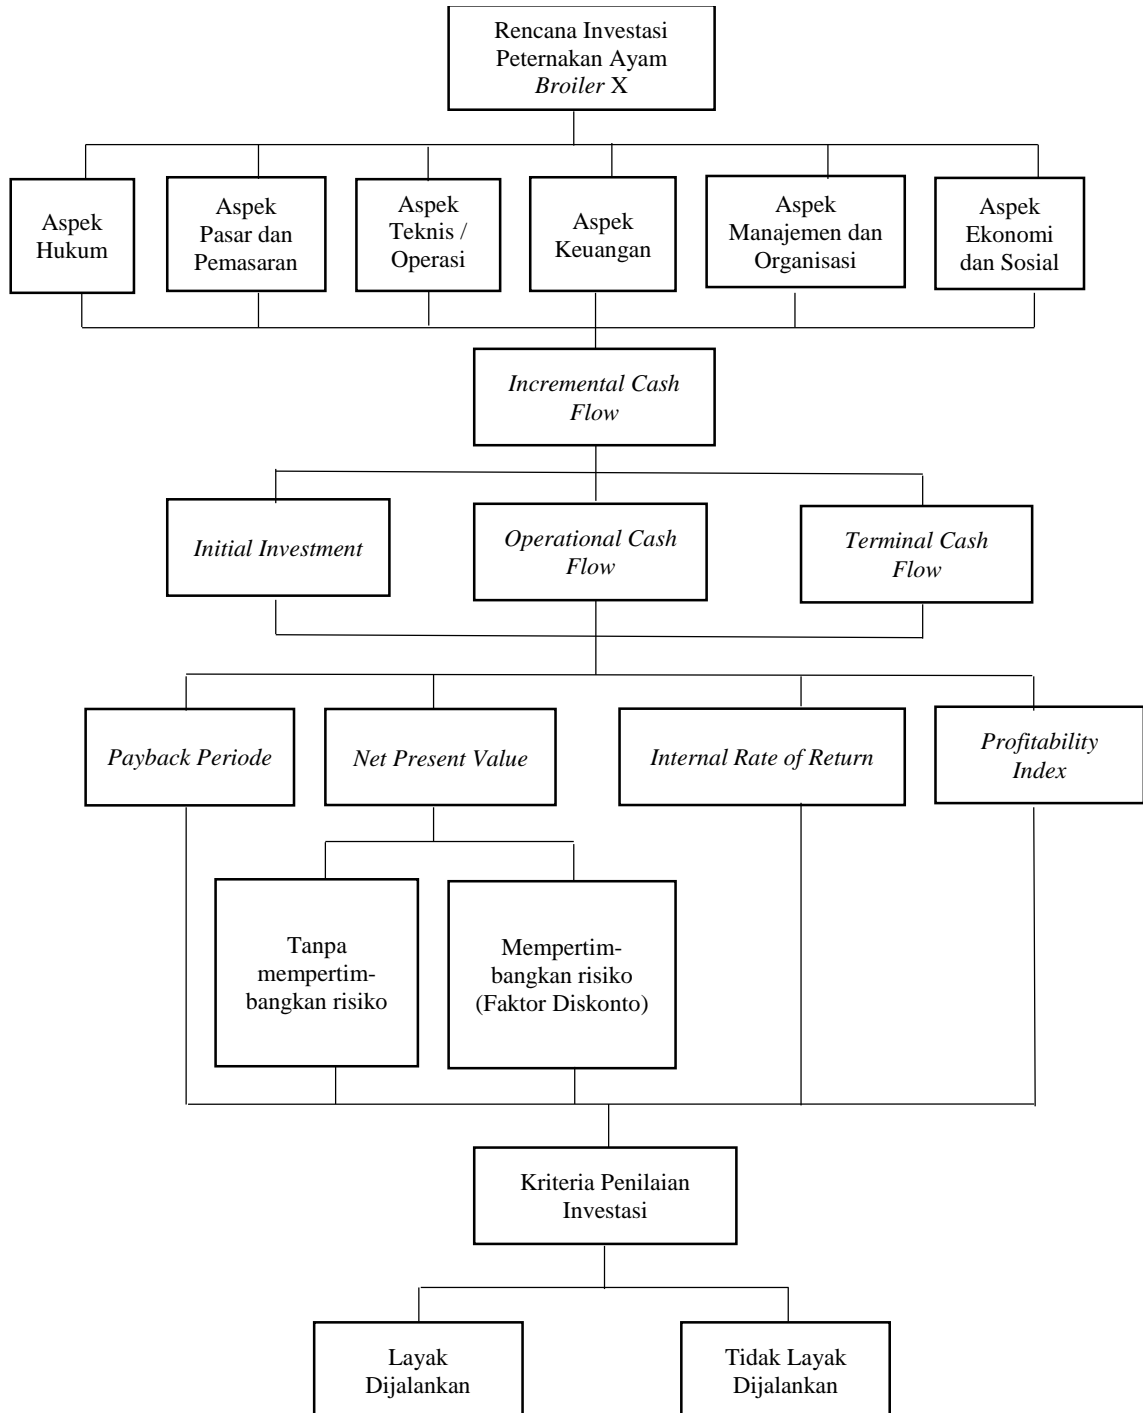 Rencana Investasi
Peternakan Ayam
Broiler X
Aspek
Hukum
Aspek
Pasar dan
Pemasaran
Aspek
Teknis /
Operasi
Aspek
Keuangan
Aspek
Manajemen dan
Organisasi
Aspek
Ekonomi
dan Sosial
Incremental Cash
Flow
Initial Investment
Operational Cash
Flow
Terminal Cash
Flow
Payback Periode
Net Present Value
Internal Rate of Return
Profitability
Index
Tanpa
mempertim-
bangkan risiko
Mempertim-
bangkan risiko
(Faktor Diskonto)
Kriteria Penilaian
Investasi
Layak
Dijalankan
Tidak Layak
Dijalankan